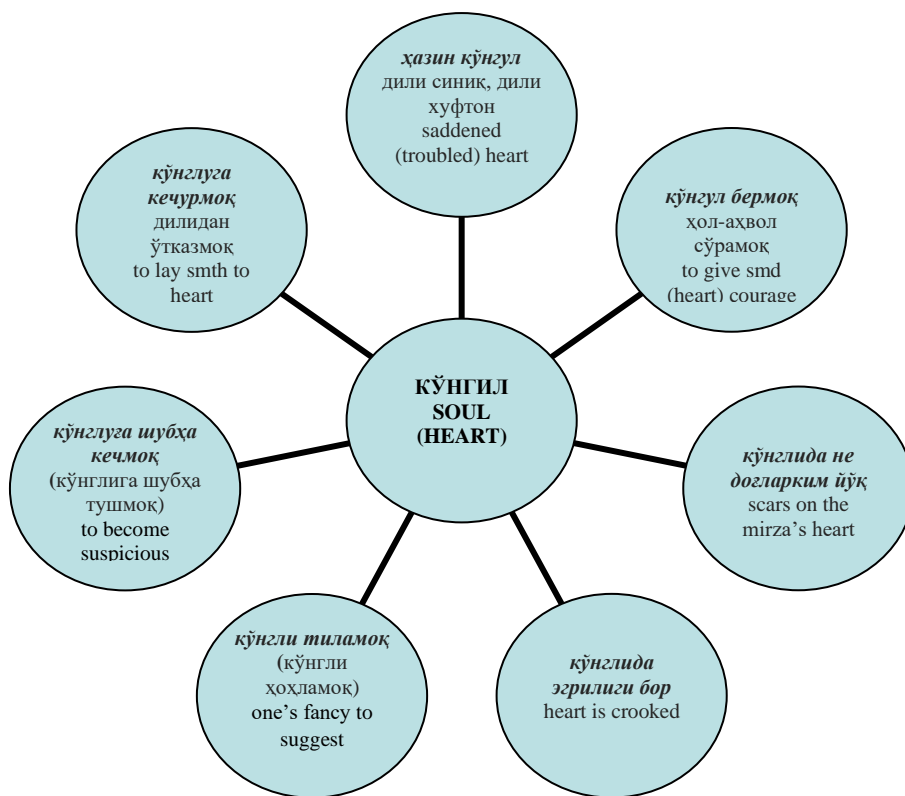 ҳазин кўнгул
дили синиқ, дили
хуфтон
saddened
(troubled) heart
кўнглуга
кечурмоқ
дилидан
ўтказмоқ
to lay smth to
heart
кўнгул бермоқ
ҳол-аҳвол
сўрамоқ
to give smd
(heart) courage
КЎНГИЛ
SOUL
(HEART)
кўнглуға шубҳа
кечмоқ
(кўнглига шубҳа
тушмоқ)
to become
suspicious
кўнглида не
доғларким йўқ
scars on the
mirza’s heart
кўнгли тиламоқ
(кўнгли
ҳоҳламоқ)
one’s fancy to
suggest
кўнглида
эгрилиги бор
heart is crooked